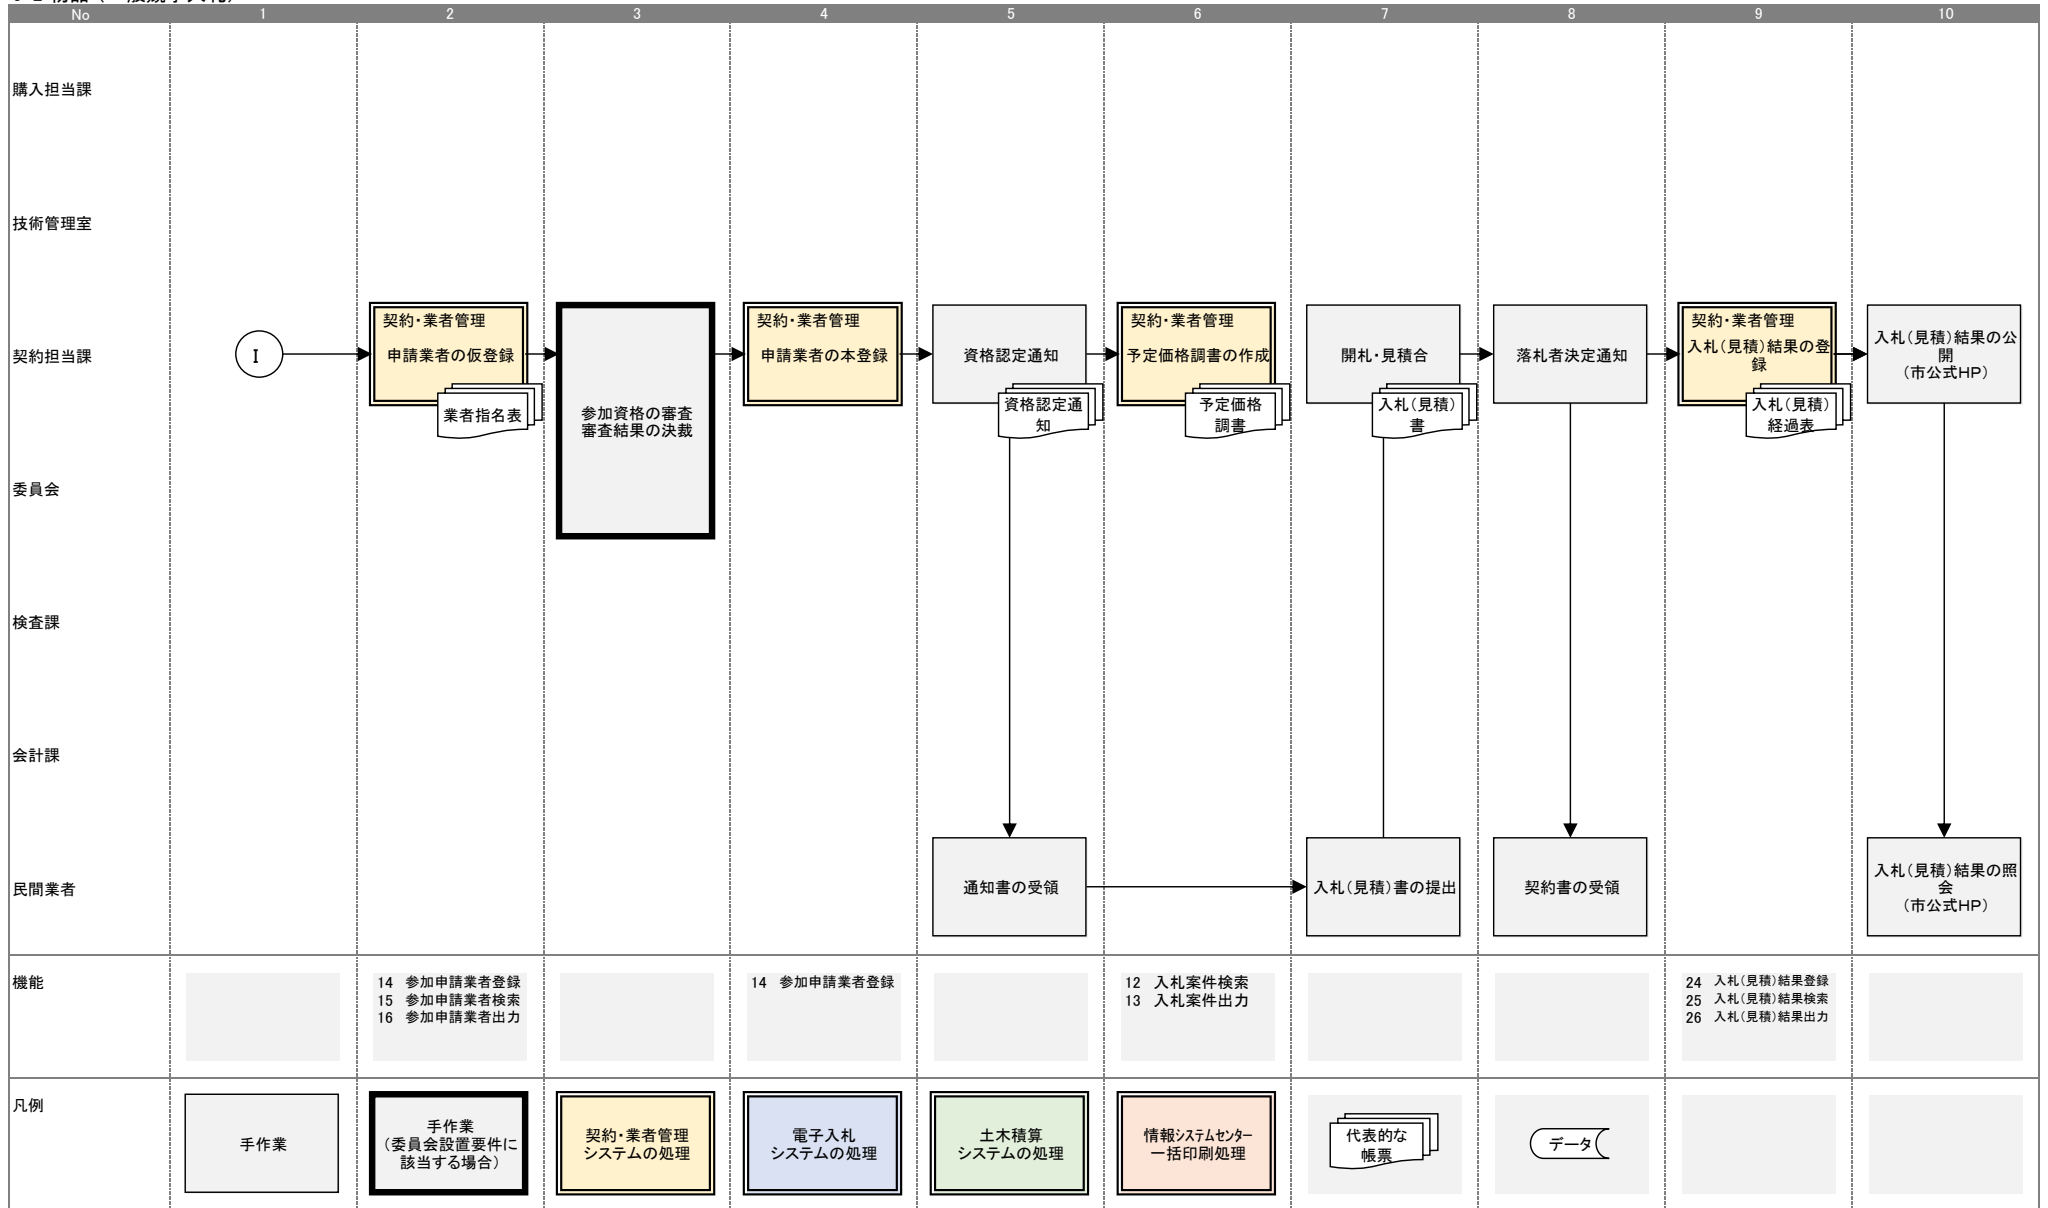 No 1 2 3 4 5 6 7 8 9 10
購入担当課
技術管理室
契約担当課
I
契約・業者管理
申請業者の仮登録
業者指名表
参加資格の審査
審査結果の決裁
契約・業者管理
申請業者の本登録
資格認定通知
資格認定通
知
契約・業者管理
予定価格調書の作成
予定価格
調書
開札・見積合
入札(見積)
書
落札者決定通知
契約・業者管理
入札(見積)結果の登
録
入札(見積)
経過表
入札(見積)結果の公
開
(市公式HP)
委員会
検査課
会計課
民間業者
通知書の受領
入札(見積)書の提出
契約書の受領
入札(見積)結果の照
会
(市公式HP)
機能
14 参加申請業者登録
15 参加申請業者検索
16 参加申請業者出力
14 参加申請業者登録
12 入札案件検索
13 入札案件出力
24 入札(見積)結果登録
25 入札(見積)結果検索
26 入札(見積)結果出力
凡例
手作業
手作業
(委員会設置要件に
該当する場合)
契約・業者管理
システムの処理
電子入札
システムの処理
土木積算
システムの処理
情報システムセンター
一括印刷処理
代表的な
帳票
データ